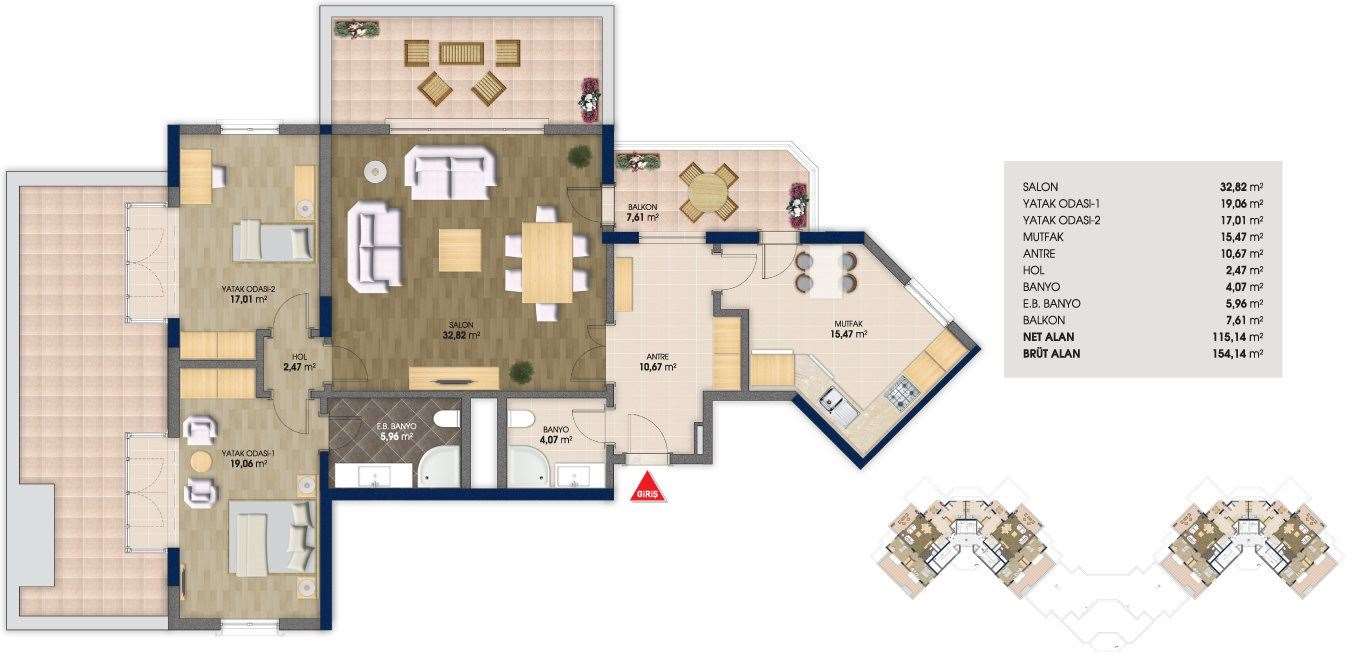 BALKON
7,61 m²
YATAK ODASI-2
17,01 m²
SALON
32,82 m²
MUTFAK
15,47 m²
HOL
2,47 m²
ANTRE
10,67 m²
E.B. BANYO
5,96 m²
BANYO
4,07 m²
YATAK ODASI-1
19,06 m²
GİRİŞ
SALON 32,82 m²
YATAK ODASI-1 19,06 m²
YATAK ODASI-2 17,01 m²
MUTFAK 15,47 m²
ANTRE 10,67 m²
HOL 2,47 m²
BANYO 4,07 m²
E.B. BANYO 5,96 m²
BALKON 7,61 m²
NET ALAN 115,14 m²
BRÜT ALAN 154,14 m²